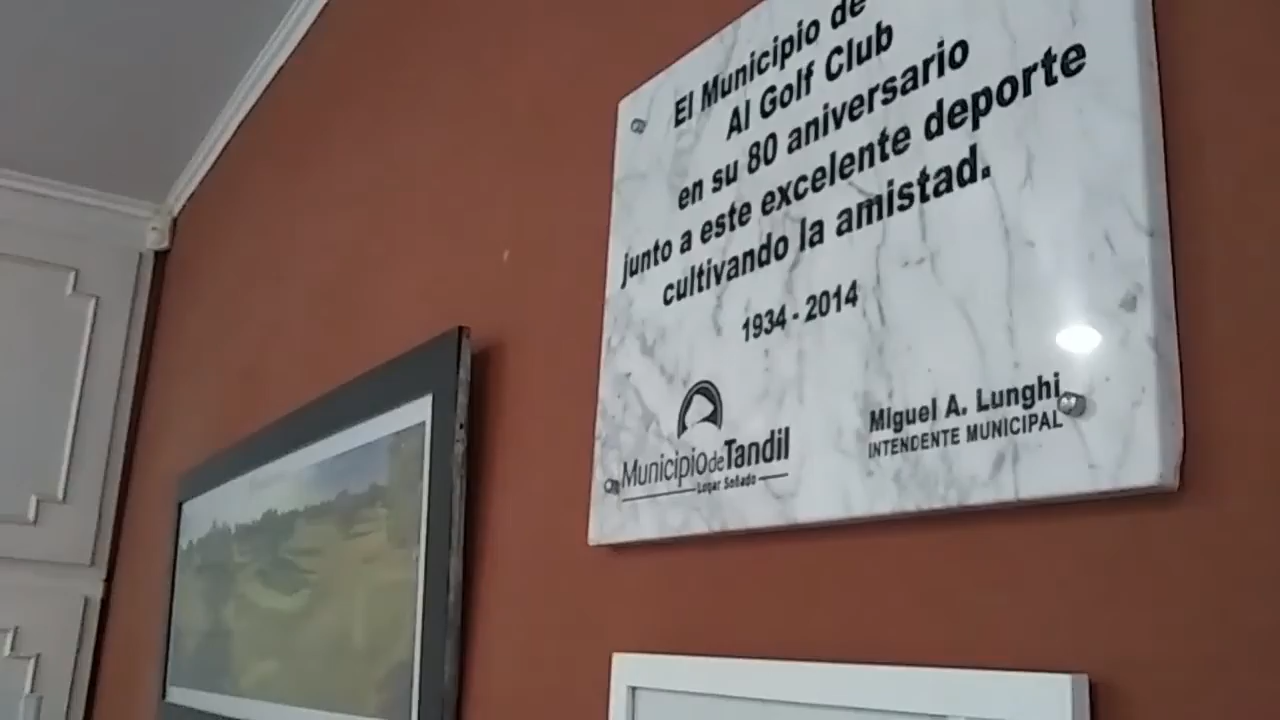 El Municipio de
Al Golf Club
en su 80 aniversario
junto a este excelente deporte
cultivando la amistad.
1934 - 2014
MunicipiodeTandil
Lugar Soñado
Miguel A. Lunghi
INTENDENTE MUNICIPAL